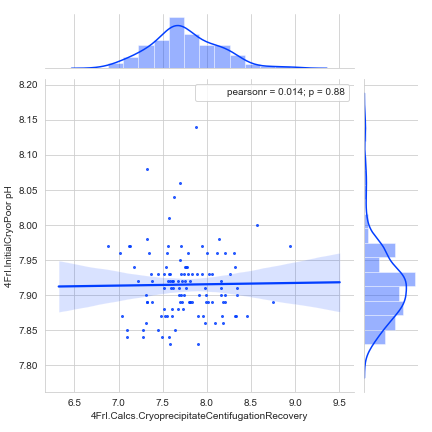 pearsonr = 0.014; p = 0.88
8.20
8.15
8.10
8.05
8.00
7.95
7.90
7.85
7.80
4FrI.InitialCryoPoor pH
6.5 7.0 7.5 8.0 8.5 9.0 9.5
4FrI.Calcs.CryoprecipitateCentifugationRecovery